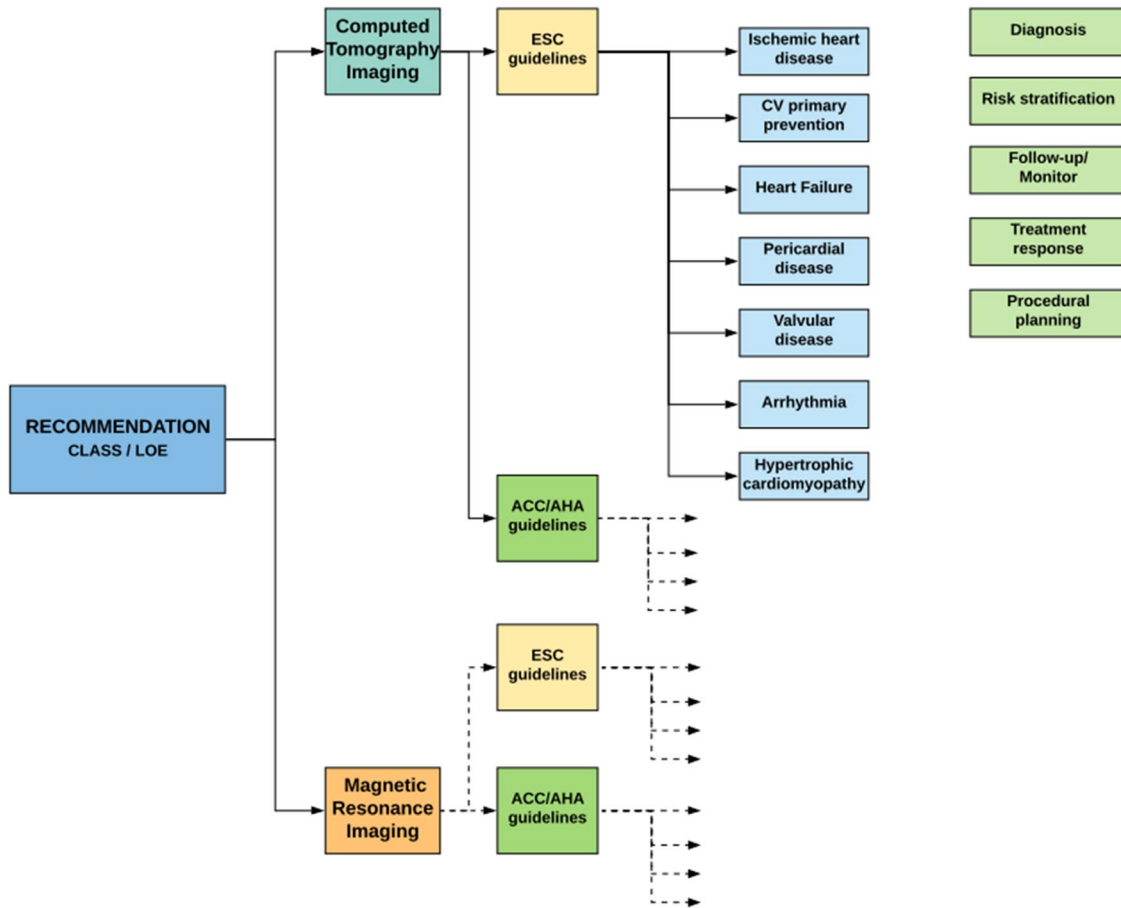 Computed
Tomography
Imaging
ESC
guidelines
Ischemic heart
disease
CV primary
prevention
Heart Failure
Pericardial
disease
Valvular
disease
Arrhythmia
Hypertrophic
cardiomyopathy
Diagnosis
Risk stratification
Follow-up/
Monitor
Treatment
response
Procedural
planning
RECOMMENDATION
CLASS / LOE
ACC/AHA
guidelines
ESC
guidelines
Magnetic
Resonance
Imaging
ACC/AHA
guidelines